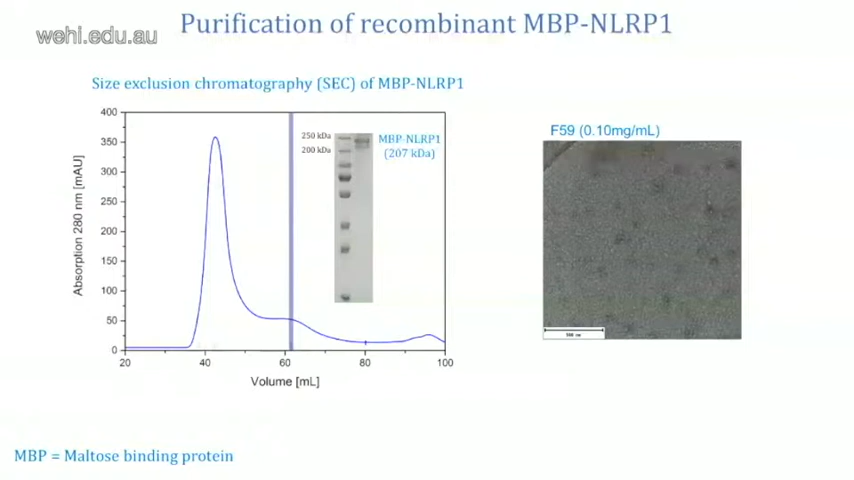 wehi.edu.au
Purification of recombinant MBP-NLRP1
Size exclusion chromatography (SEC) of MBP-NLRP1
400
350
300
250
200
150
100
50
0
Absorption 280 nm [mAU]
20
40
60
80
100
Volume [mL]
250 kDa
200 kDa
MBP-NLRP1
(207 kDa)
F59 (0.10mg/mL)
MBP = Maltose binding protein